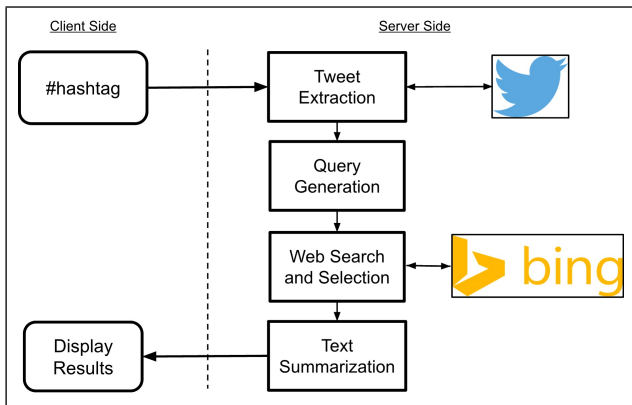 Client Side
Server Side
#hashtag
Tweet
Extraction
Query
Generation
Web Search
and Selection
bing
Display
Results
Text
Summarization